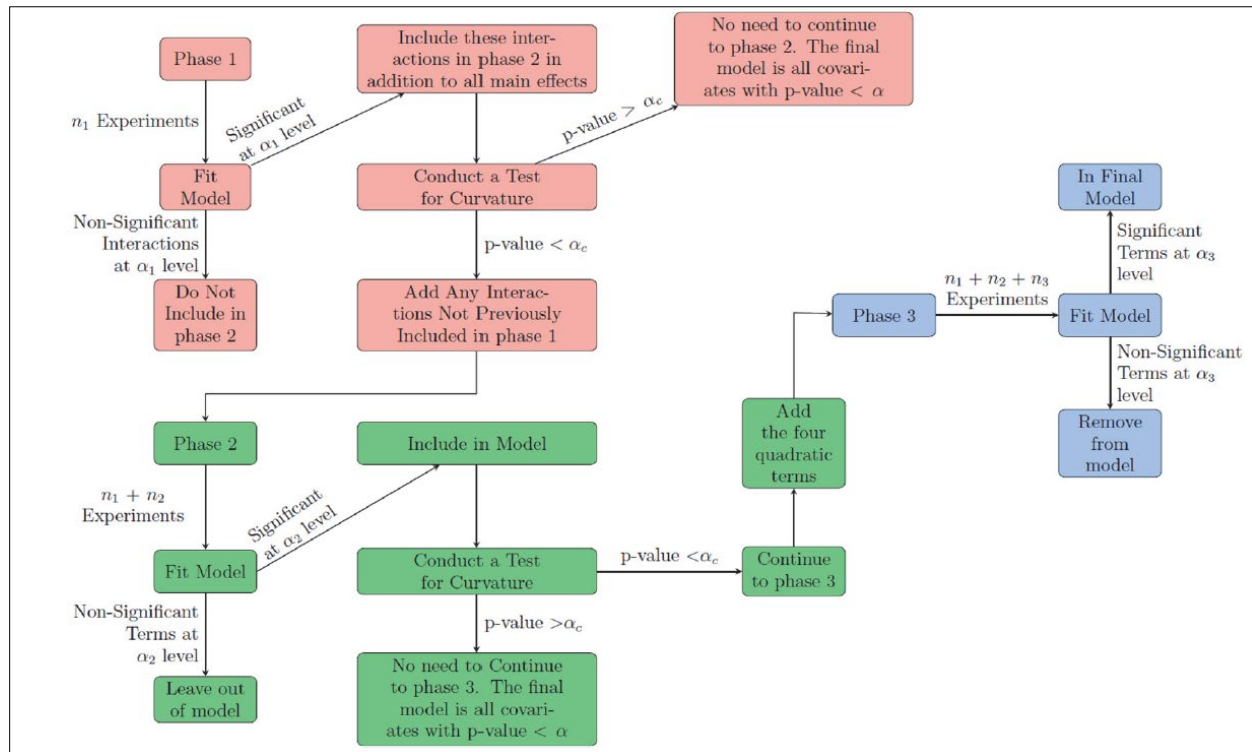 Phase 1
n₁ Experiments
Fit
Model
Non-Significant
Interactions
at α₁ level
Do Not
Include in
phase 2
Significant
at α₁ level
Include these inter-
actions in phase 2 in
addition to all main effects
Conduct a Test
for Curvature
p-value > α_c
No need to continue
to phase 2. The final
model is all covari-
ates with p-value < α
p-value < α_c
Add Any Interac-
tions Not Previously
Included in phase 1
Phase 2
n₁ + n₂
Experiments
Fit Model
Non-Significant
Terms at
α₂ level
Leave out
of model
Significant
at α₂ level
Include in Model
Conduct a Test
for Curvature
p-value >α_c
No need to Continue
to phase 3. The final
model is all covari-
ates with p-value < α
p-value <α_c
Continue
to phase 3
Add
the four
quadratic
terms
Phase 3
n₁ + n₂ + n₃
Experiments
Fit Model
Significant
Terms at α₃
level
In Final
Model
Non-Significant
Terms at α₃
level
Remove
from
model